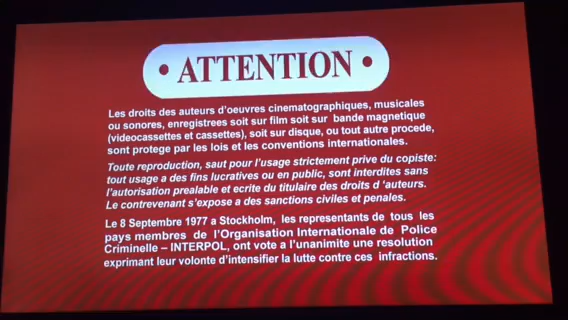 • ATTENTION •
Les droits des auteurs d'oeuvres cinematographiques, musicales
ou sonores, enregistrees soit sur film soit sur bande magnetique
(videocassettes et cassettes), soit sur disque, ou tout autre procede,
sont protege par les lois et les conventions internationales.
Toute reproduction, saut pour l'usage strictement prive du copiste:
tout usage a des fins lucratives ou en public, sont interdites sans
l'autorisation prealable et ecrite du titulaire des droits d 'auteurs.
Le contrevenant s'expose a des sanctions civiles et penales.
Le 8 Septembre 1977 a Stockholm, les representants de tous les
pays membres de l'Organisation Internationale de Police
Criminelle – INTERPOL, ont vote a l'unanimite une resolution
exprimant leur volonte d'intensifier la lutte contre ces infractions.